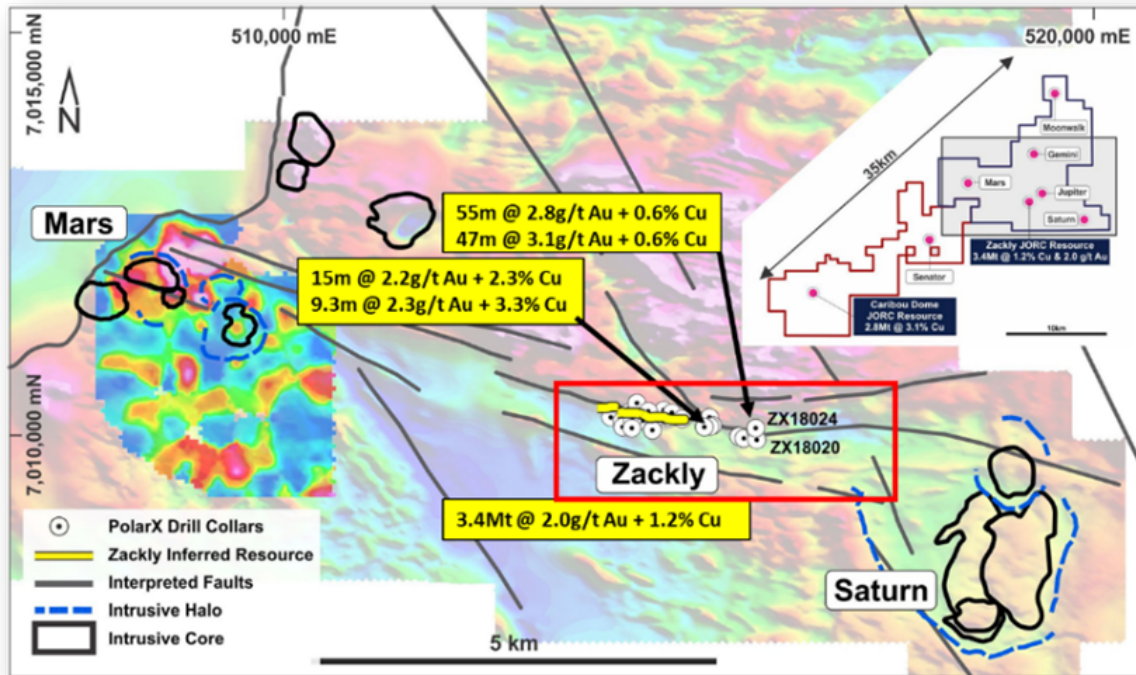 510,000 mE
520,000 mE
7,015,000 mN
N
35km
Moonwalk
Gemini
Mars
Jupiter
Saturn
Zackly JORC Resource
3.4Mt @ 1.2% Cu & 2.0 g/t Au
Senator
Caribou Dome
JORC Resource
2.8Mt @ 3.1% Cu
10km
Mars
55m @ 2.8g/t Au + 0.6% Cu
47m @ 3.1g/t Au + 0.6% Cu
15m @ 2.2g/t Au + 2.3% Cu
9.3m @ 2.3g/t Au + 3.3% Cu
7,010,000 mN
ZX18024
ZX18020
Zackly
3.4Mt @ 2.0g/t Au + 1.2% Cu
Saturn
PolarX Drill Collars
Zackly Inferred Resource
Interpreted Faults
Intrusive Halo
Intrusive Core
5 km